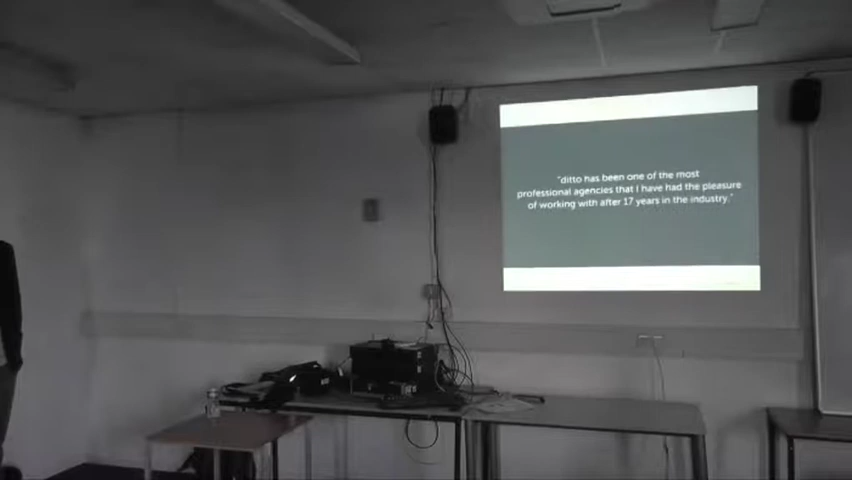 "ditto has been one of the most
professional agencies that I have had the pleasure
of working with after 17 years in the industry."